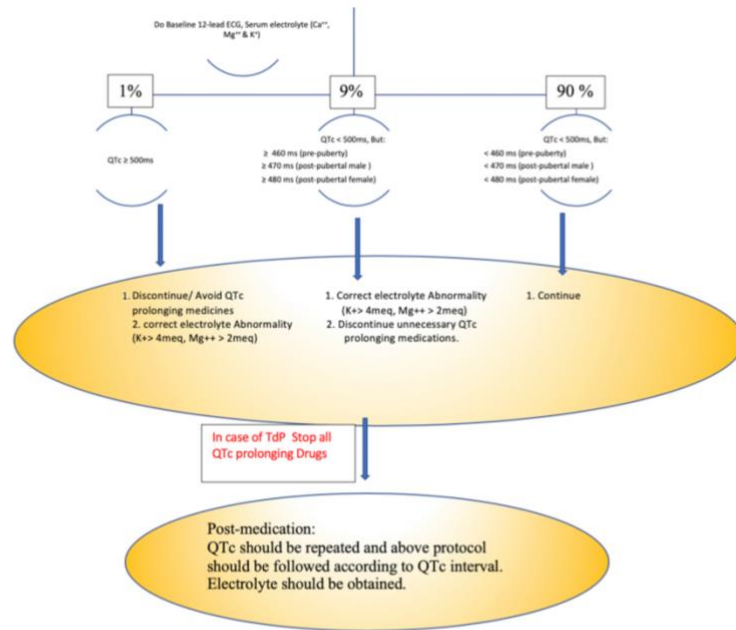 Do Baseline 12-lead ECG, Serum electrolyte (Ca⁺⁺,
Mg⁺⁺ & K⁺)
1%
9%
90 %
QTc ≥ 500ms
QTc < 500ms, But:
≥ 460 ms (pre-puberty)
≥ 470 ms (post-pubertal male )
≥ 480 ms (post-pubertal female)
QTc < 500ms, But:
< 460 ms (pre-puberty)
< 470 ms (post-pubertal male )
< 480 ms (post-pubertal female)
1. Discontinue/ Avoid QTc
prolonging medicines
2. correct electrolyte Abnormality
(K+> 4meq, Mg++ > 2meq)
1. Correct electrolyte Abnormality
(K+> 4meq, Mg++ > 2meq)
2. Discontinue unnecessary QTc
prolonging medications.
1. Continue
In case of TdP Stop all
QTc prolonging Drugs
Post-medication:
QTc should be repeated and above protocol
should be followed according to QTc interval.
Electrolyte should be obtained.